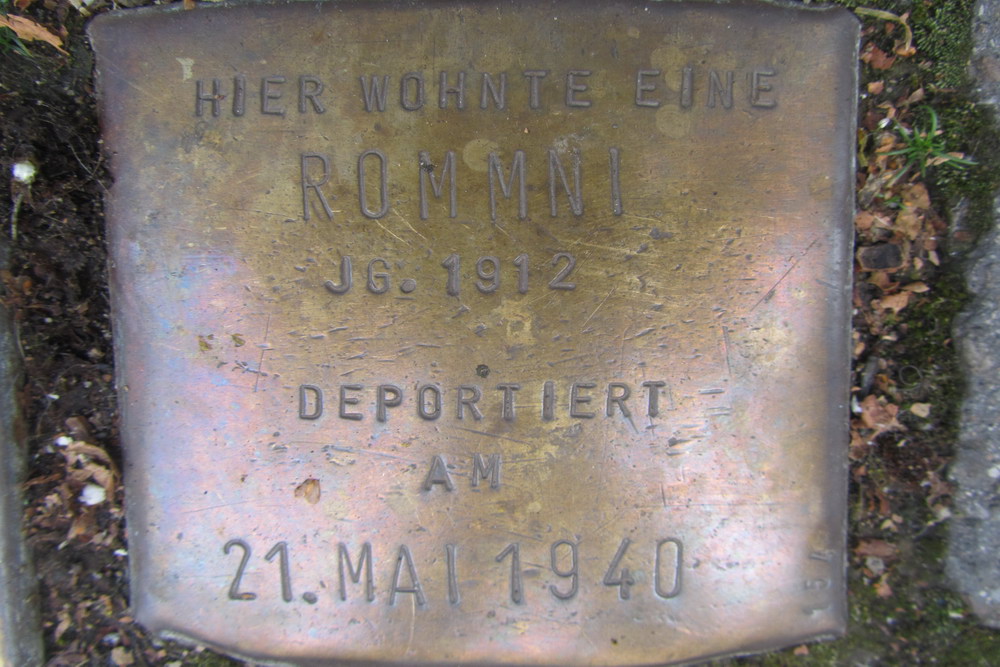 HIER WOHNTE EINE
ROMMNI
JG. 1912
DEPORTIERT
AM
21. MAI 1940